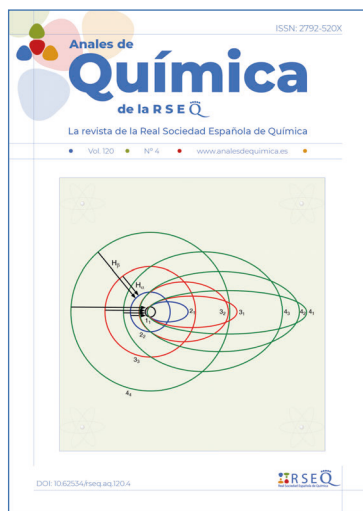 ISSN: 2792-520X
Anales de
Química
de la RSEQ
La revista de la Real Sociedad Española de Química
Vol. 120 • Nº 4 • www.analesdequimica.es
Hβ
Hα
1₁ 2₁ 3₂ 3₁ 4₃ 4₂ 4₁
2₂
3₃
4₄
DOI: 10.62534/rseq.aq.120.4
RSEQ
Real Sociedad Española de Química